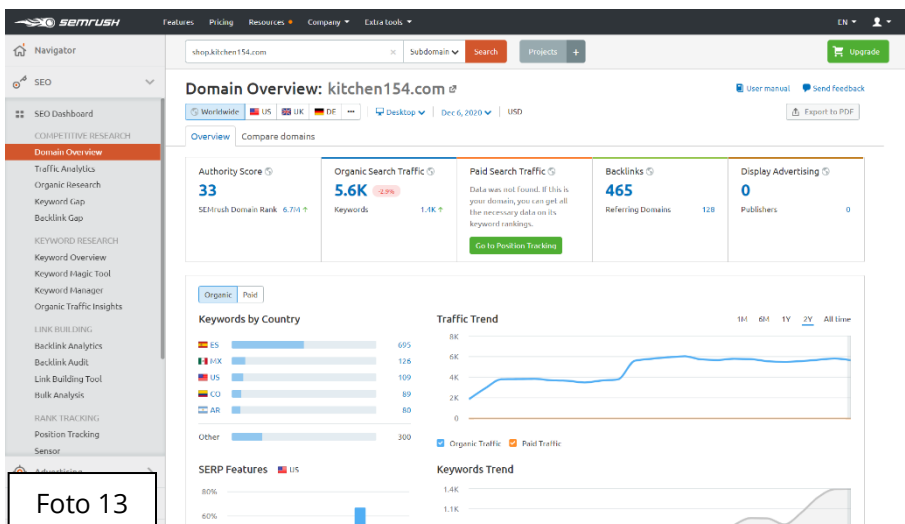 SEMRUSH Features Pricing Resources Company Extra tools EN
Navigator
shop.kitchen154.com × Subdomain Search Projects + Upgrade
SEO
Domain Overview: kitchen154.com User manual Send feedback
SEO Dashboard
Worldwide US UK DE ... Desktop Dec 6, 2020 USD Export to PDF
COMPETITIVE RESEARCH
Domain Overview
Traffic Analytics
Organic Research
Keyword Gap
Backlink Gap
KEYWORD RESEARCH
Keyword Overview
Keyword Magic Tool
Keyword Manager
Organic Traffic Insights
LINK BUILDING
Backlink Analytics
Backlink Audit
Link Building Tool
Bulk Analysis
RANK TRACKING
Position Tracking
Sensor
Foto 13
Overview Compare domains
Authority Score
33
SEMrush Domain Rank
Organic Search Traffic
5.6K
Keywords 1.4K
Paid Search Traffic
Data was not found. If this is
your domain, you can get all
the necessary data on its
keyword rankings.
Go to Position Tracking
Backlinks
465
Referring Domains 128
Display Advertising
0
Publishers 0
Organic Paid
Keywords by Country
ES 695
MX 126
US 109
CO 89
AR 80
Other 300
Traffic Trend
1M 6M 1Y 2Y All time
8K
6K
4K
2K
0
Organic Traffic Paid Traffic
SERP Features US
80%
60%
Keywords Trend
1.4K
1.1K